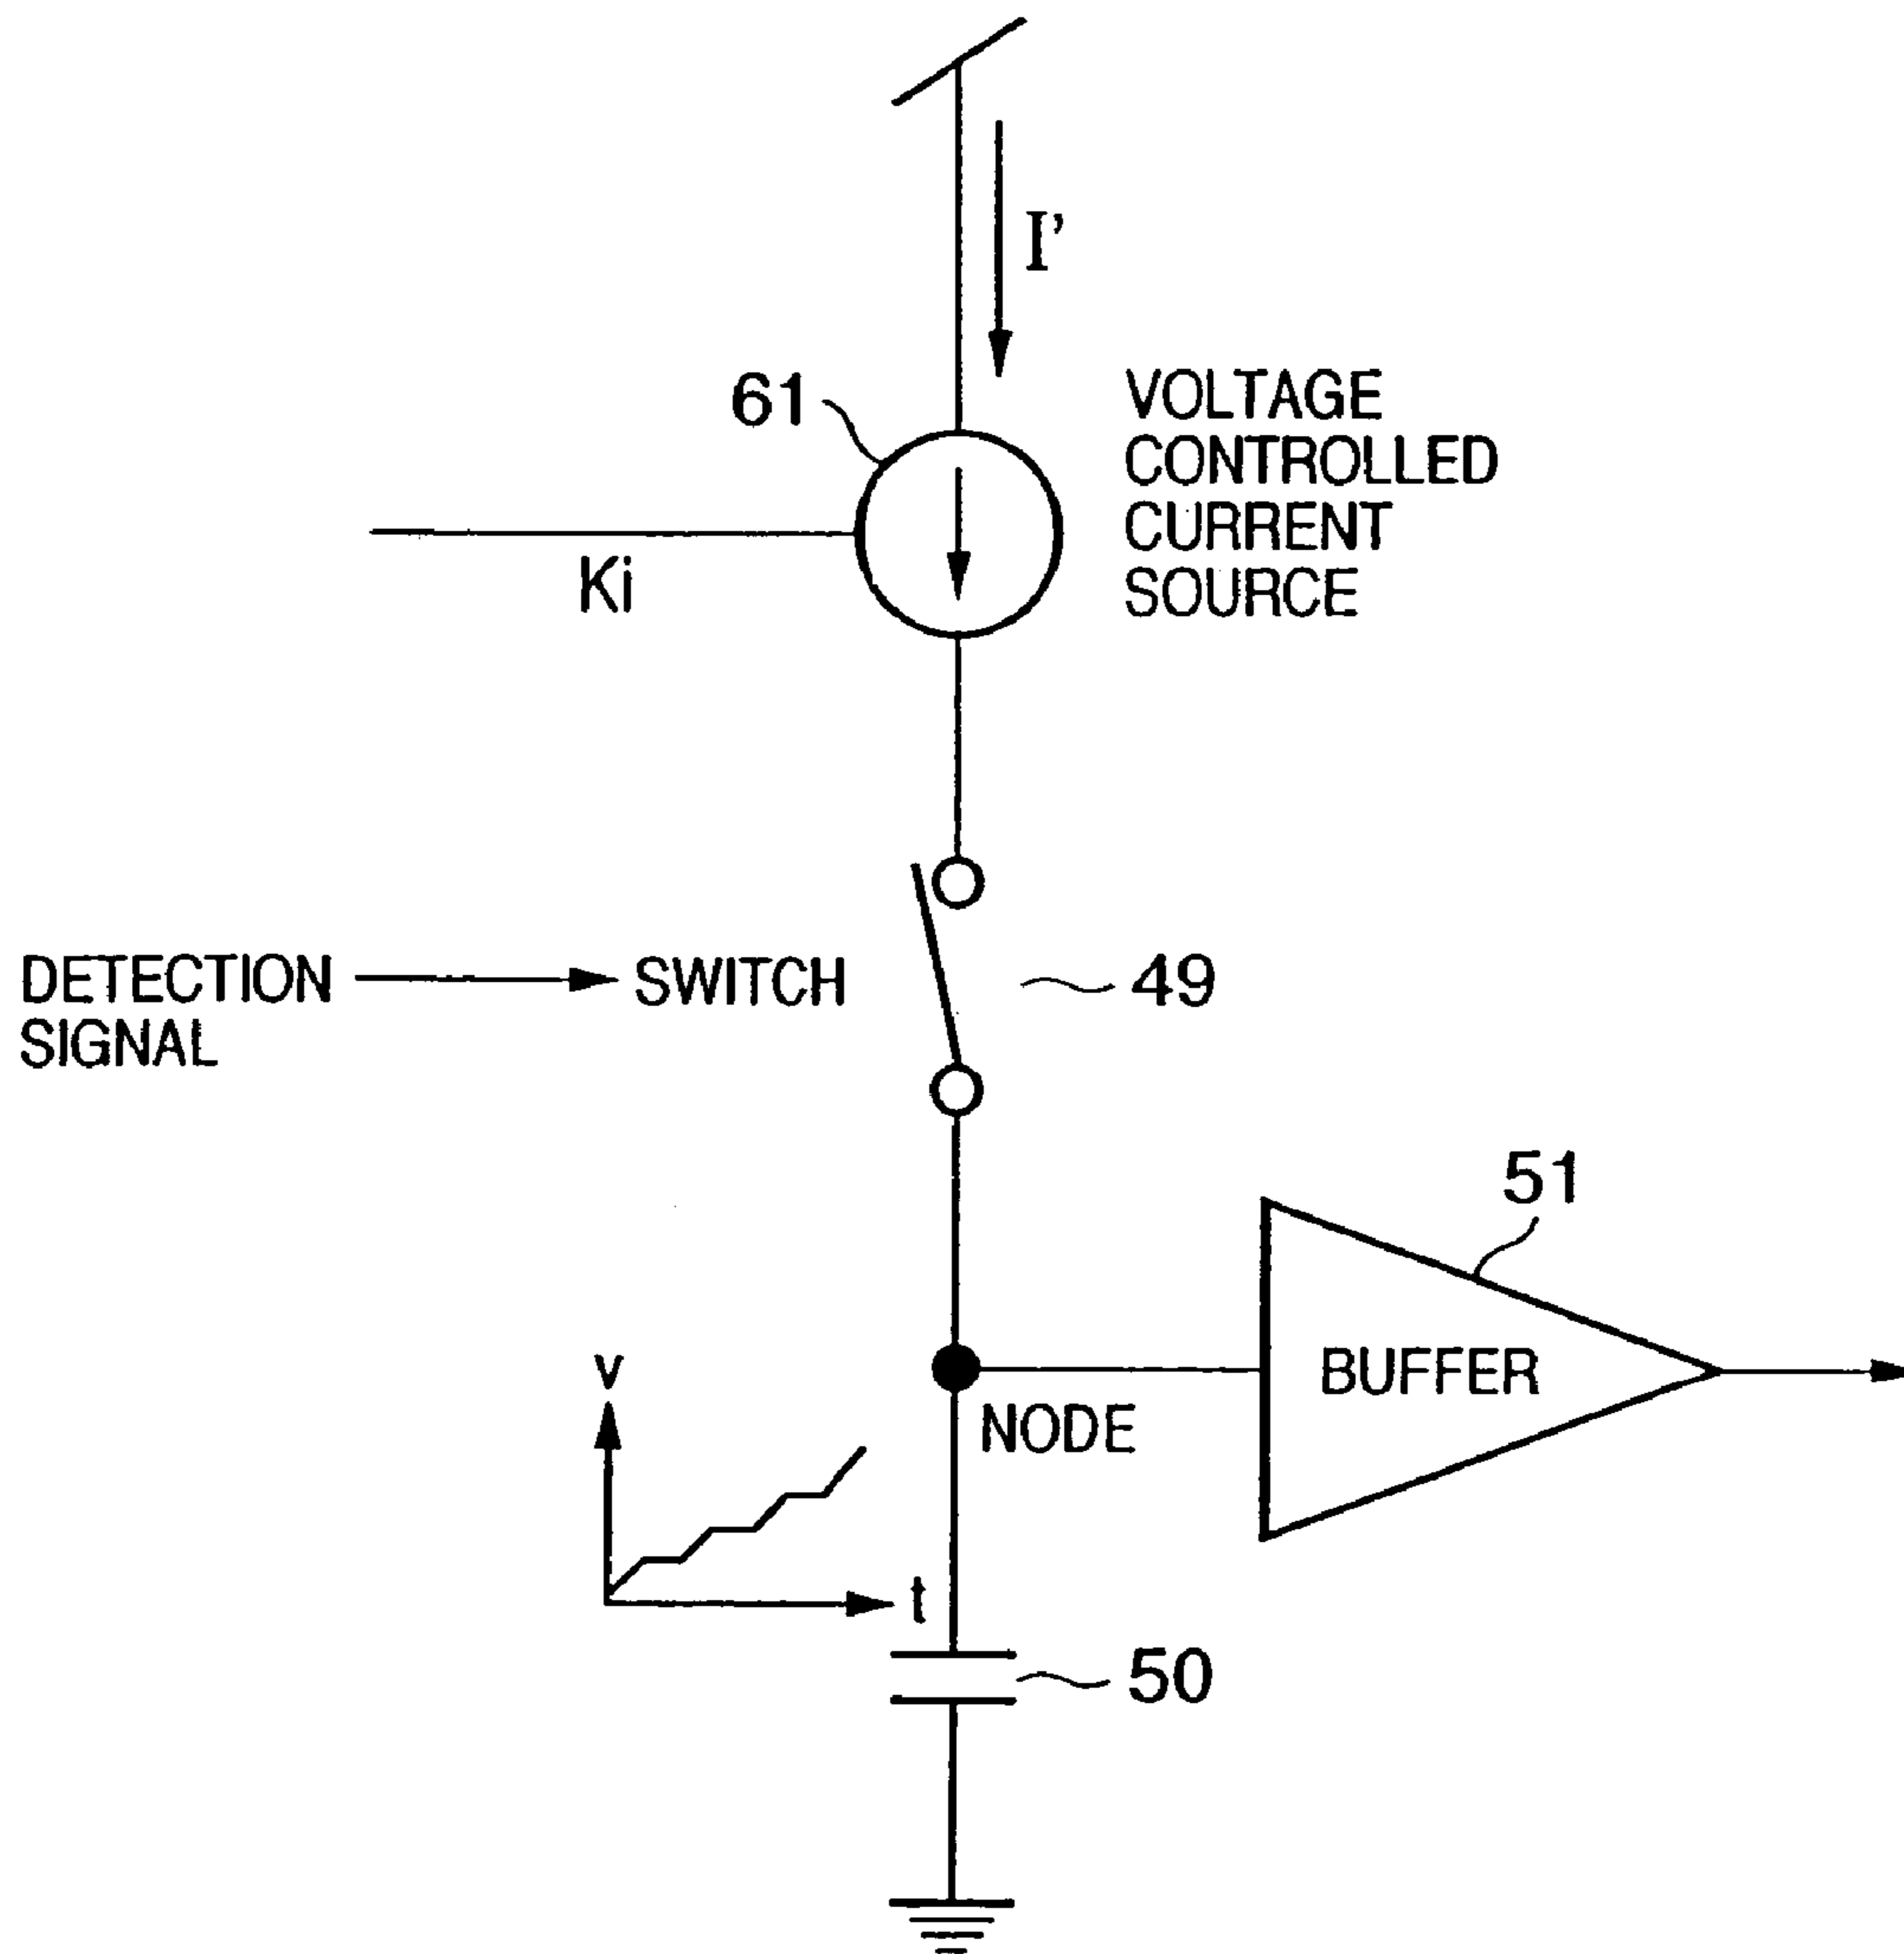 I’
61
VOLTAGE
CONTROLLED
CURRENT
SOURCE
Ki
DETECTION
SIGNAL
SWITCH
49
51
BUFFER
NODE
v
t
50